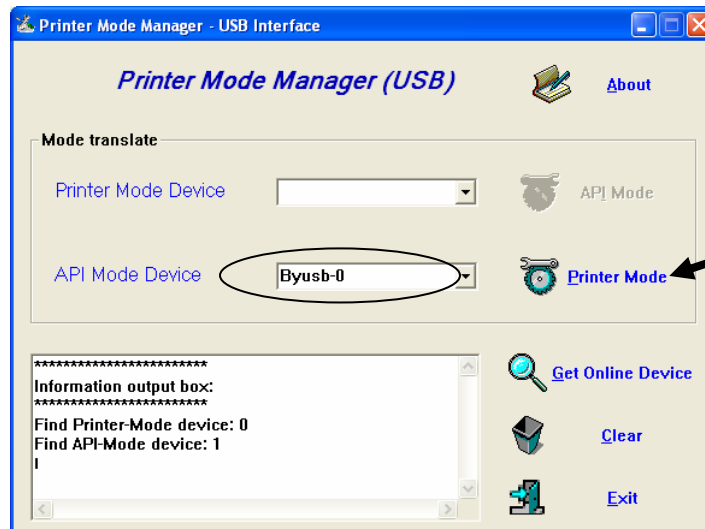 Printer Mode Manager - USB Interface
Printer Mode Manager (USB)
About
Mode translate
Printer Mode Device
API Mode
API Mode Device
Byusb-0
Printer Mode
************************
Information output box:
************************
Find Printer-Mode device: 0
Find API-Mode device: 1
Get Online Device
Clear
Exit